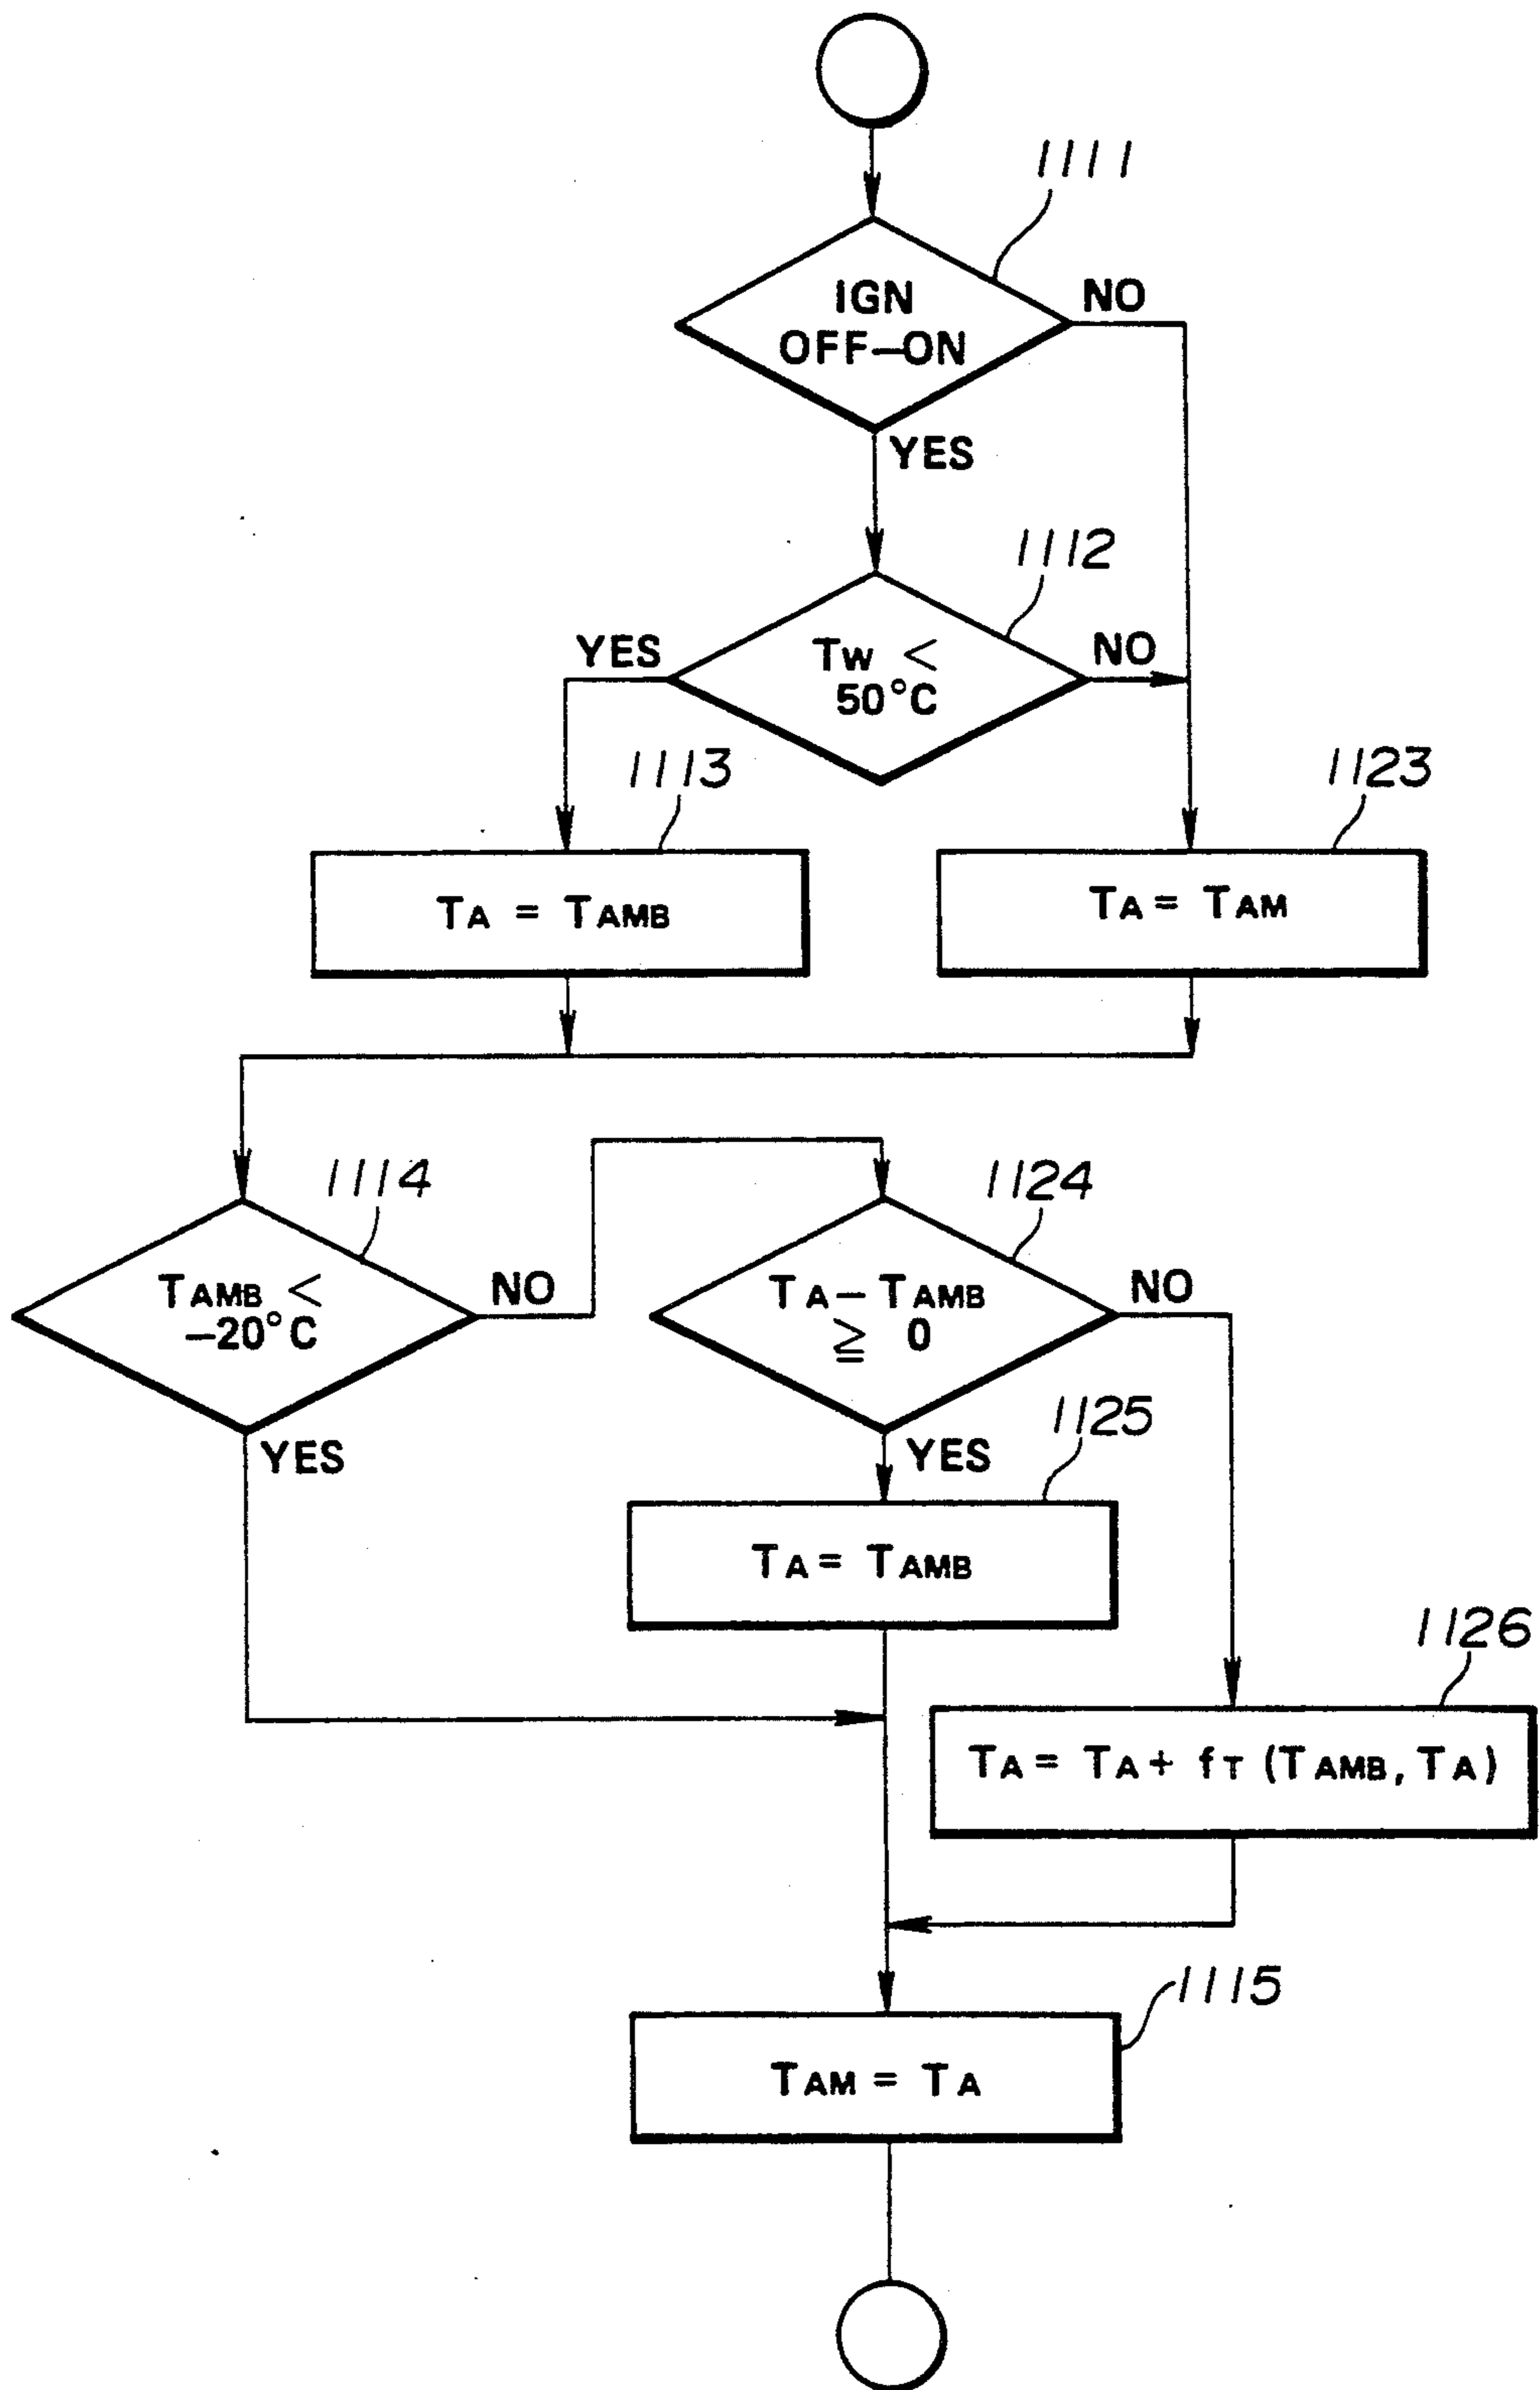 1111
IGN
OFF–ON
NO
YES
1112
YES
TW <
50°C
NO
1113
1123
TA = TAMB
TA = TAM
1114
1124
TAMB <
–20°C
NO
TA – TAMB
≧ 0
NO
YES
1125
YES
TA = TAMB
1126
TA = TA + fT (TAMB, TA)
1115
TAM = TA